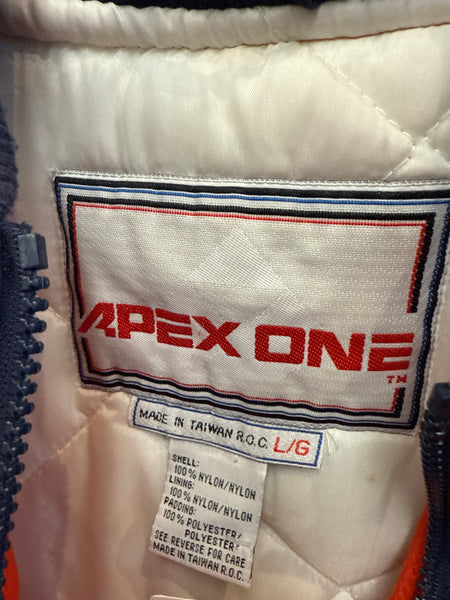 APEX ONE
TM
MADE IN TAIWAN R.O.C. L/G
SHELL:
100% NYLON/NYLON
LINING:
100% NYLON/NYLON
PADDING:
100% POLYESTER/
POLYESTER
SEE REVERSE FOR CARE
MADE IN TAIWAN R.O.C.